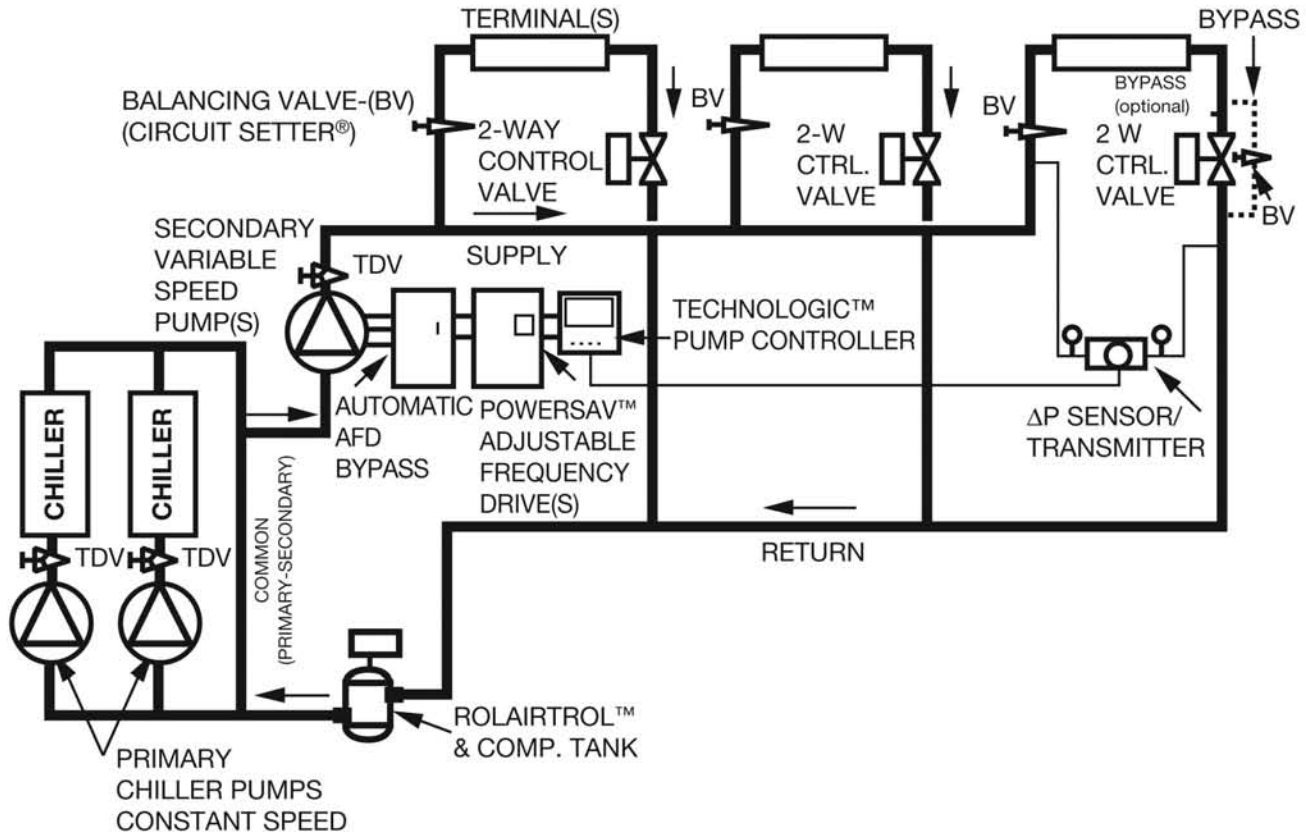 TERMINAL(S)
BYPASS
BALANCING VALVE-(BV)
(CIRCUIT SETTER®)
2-WAY
CONTROL
VALVE
BV
2-W
CTRL.
VALVE
BV
BYPASS
(optional)
2 W
CTRL.
VALVE
BV
SECONDARY
VARIABLE
SPEED
PUMP(S)
TDV
SUPPLY
TECHNOLOGIC™
PUMP CONTROLLER
AUTOMATIC
AFD
BYPASS
POWERSAV™
ADJUSTABLE
FREQUENCY
DRIVE(S)
ΔP SENSOR/
TRANSMITTER
CHILLER
CHILLER
TDV
TDV
COMMON
(PRIMARY-SECONDARY)
RETURN
ROLAIRTROL™
& COMP. TANK
PRIMARY
CHILLER PUMPS
CONSTANT SPEED